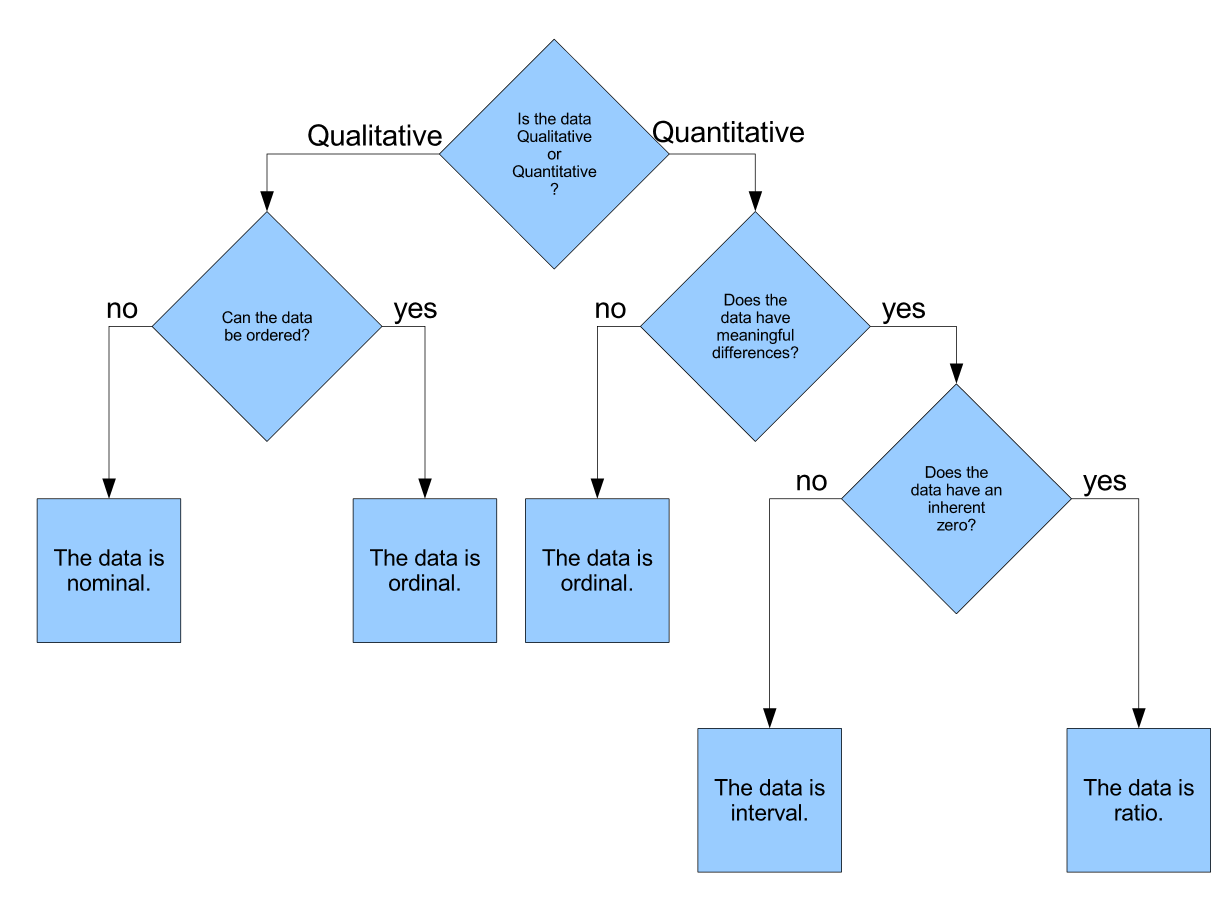 Is the data
Qualitative
or
Quantitative
?
Qualitative
Quantitative
Can the data
be ordered?
no
yes
Does the
data have
meaningful
differences?
no
yes
Does the
data have an
inherent
zero?
no
yes
The data is
nominal.
The data is
ordinal.
The data is
ordinal.
The data is
interval.
The data is
ratio.